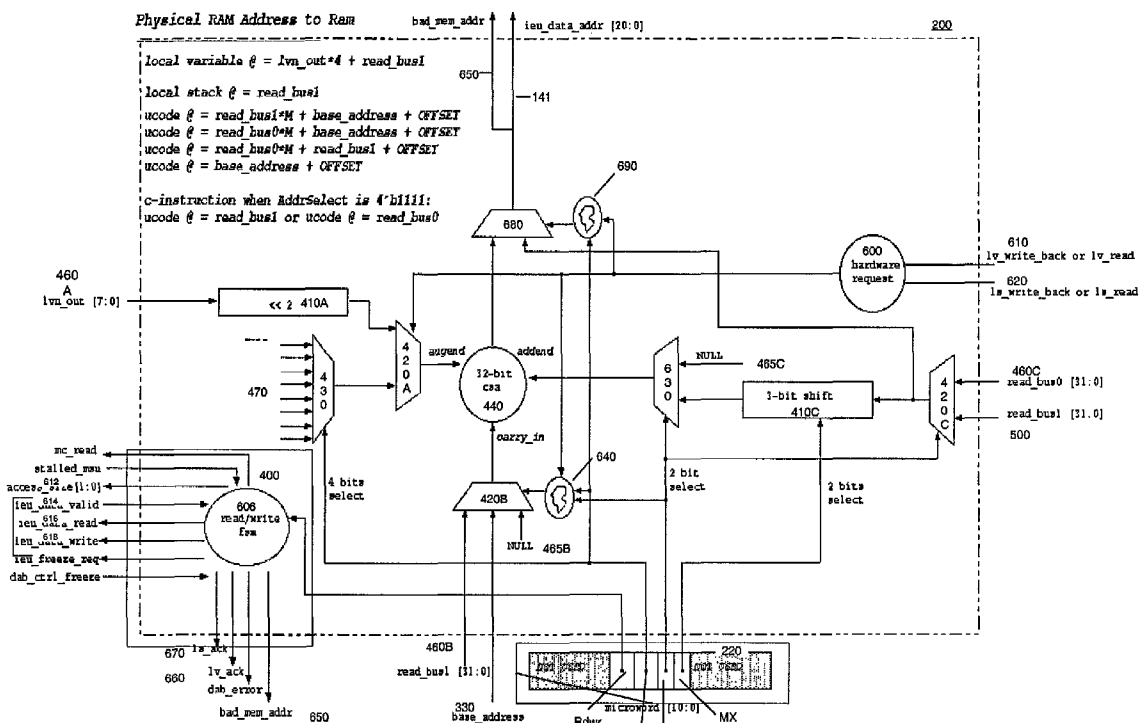 Physical RAM Address to Ram
bad_mem_addr
ieu_data_addr [20:0]
200
local variable @ = lvn_out*4 + read_bus1
local stack @ = read_bus1
ucode @ = read_bus1*M + base_address + OFFSET
ucode @ = read_bus0*M + base_address + OFFSET
ucode @ = read_bus0*M + read_bus1 + OFFSET
ucode @ = base_address + OFFSET
c-instruction when AddrSelect is 4'b1111:
ucode @ = read_bus1 or ucode @ = read_bus0
650
141
690
680
600
hardware
request
610
lv_write_back or lv_read
620
ls_write_back or ls_read
460
A
lvn_out [7:0]
<< 2 410A
420A
430
470
augend
addend
32-bit
csa
440
carry_in
630
NULL
465C
3-bit shift
410C
420C
460C
read_bus0 [31:0]
read_bus1 [31:0]
500
mc_read
stalled_msu
400
612
[1:0]
614
616
618
ieu_freeze_req
dab_ctrl_freeze
606
read/write
fsm
4 bits
select
420B
640
NULL
465B
2 bit
select
2 bits
select
670
ls_ack
660
lv_ack
dab_error
bad_mem_addr
650
460B
read_bus1 [31:0]
330
base_address
220
microword [10:0]
Rdwr
MX